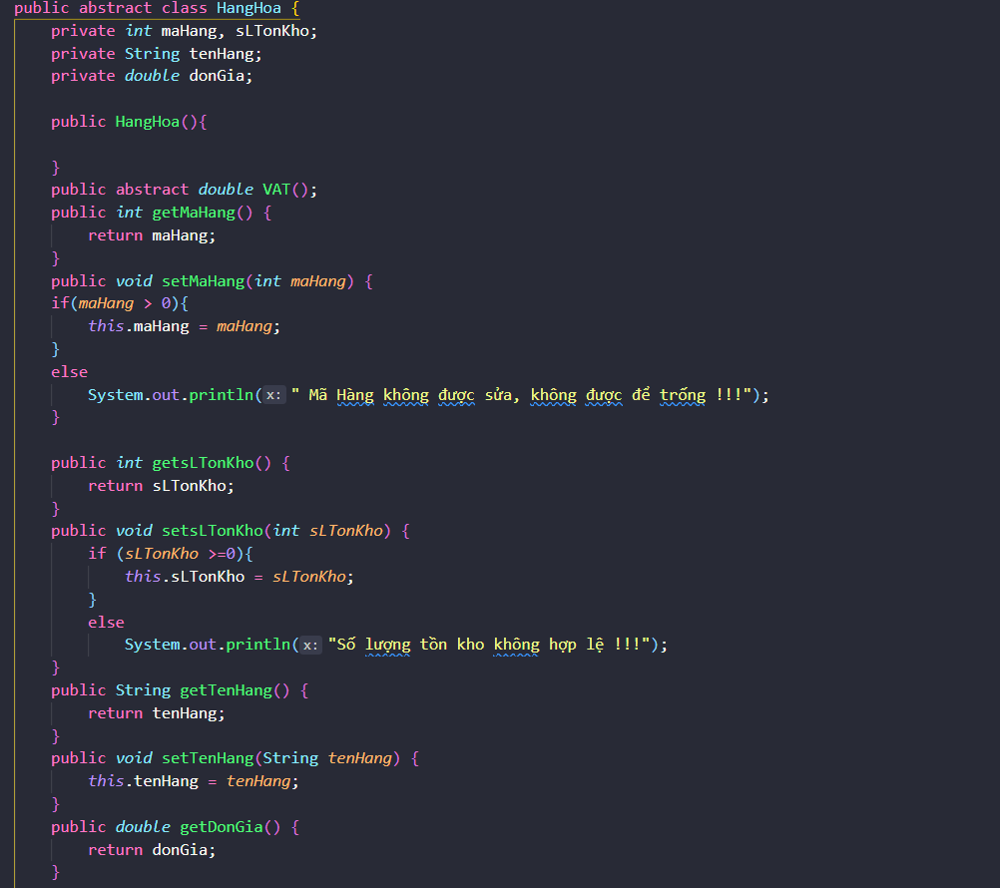 public abstract class HangHoa {
    private int maHang, sLTonKho;
    private String tenHang;
    private double donGia;

    public HangHoa(){

    }
    public abstract double VAT();
    public int getMaHang() {
        return maHang;
    }
    public void setMaHang(int maHang) {
    if(maHang > 0){
        this.maHang = maHang;
    }
    else
        System.out.println(x: " Mã Hàng không được sửa, không được để trống !!!");
    }

    public int getsLTonKho() {
        return sLTonKho;
    }
    public void setsLTonKho(int sLTonKho) {
        if (sLTonKho >=0){
            this.sLTonKho = sLTonKho;
        }
        else
            System.out.println(x: "Số lượng tồn kho không hợp lệ !!!");
    }
    public String getTenHang() {
        return tenHang;
    }
    public void setTenHang(String tenHang) {
        this.tenHang = tenHang;
    }
    public double getDonGia() {
        return donGia;
    }